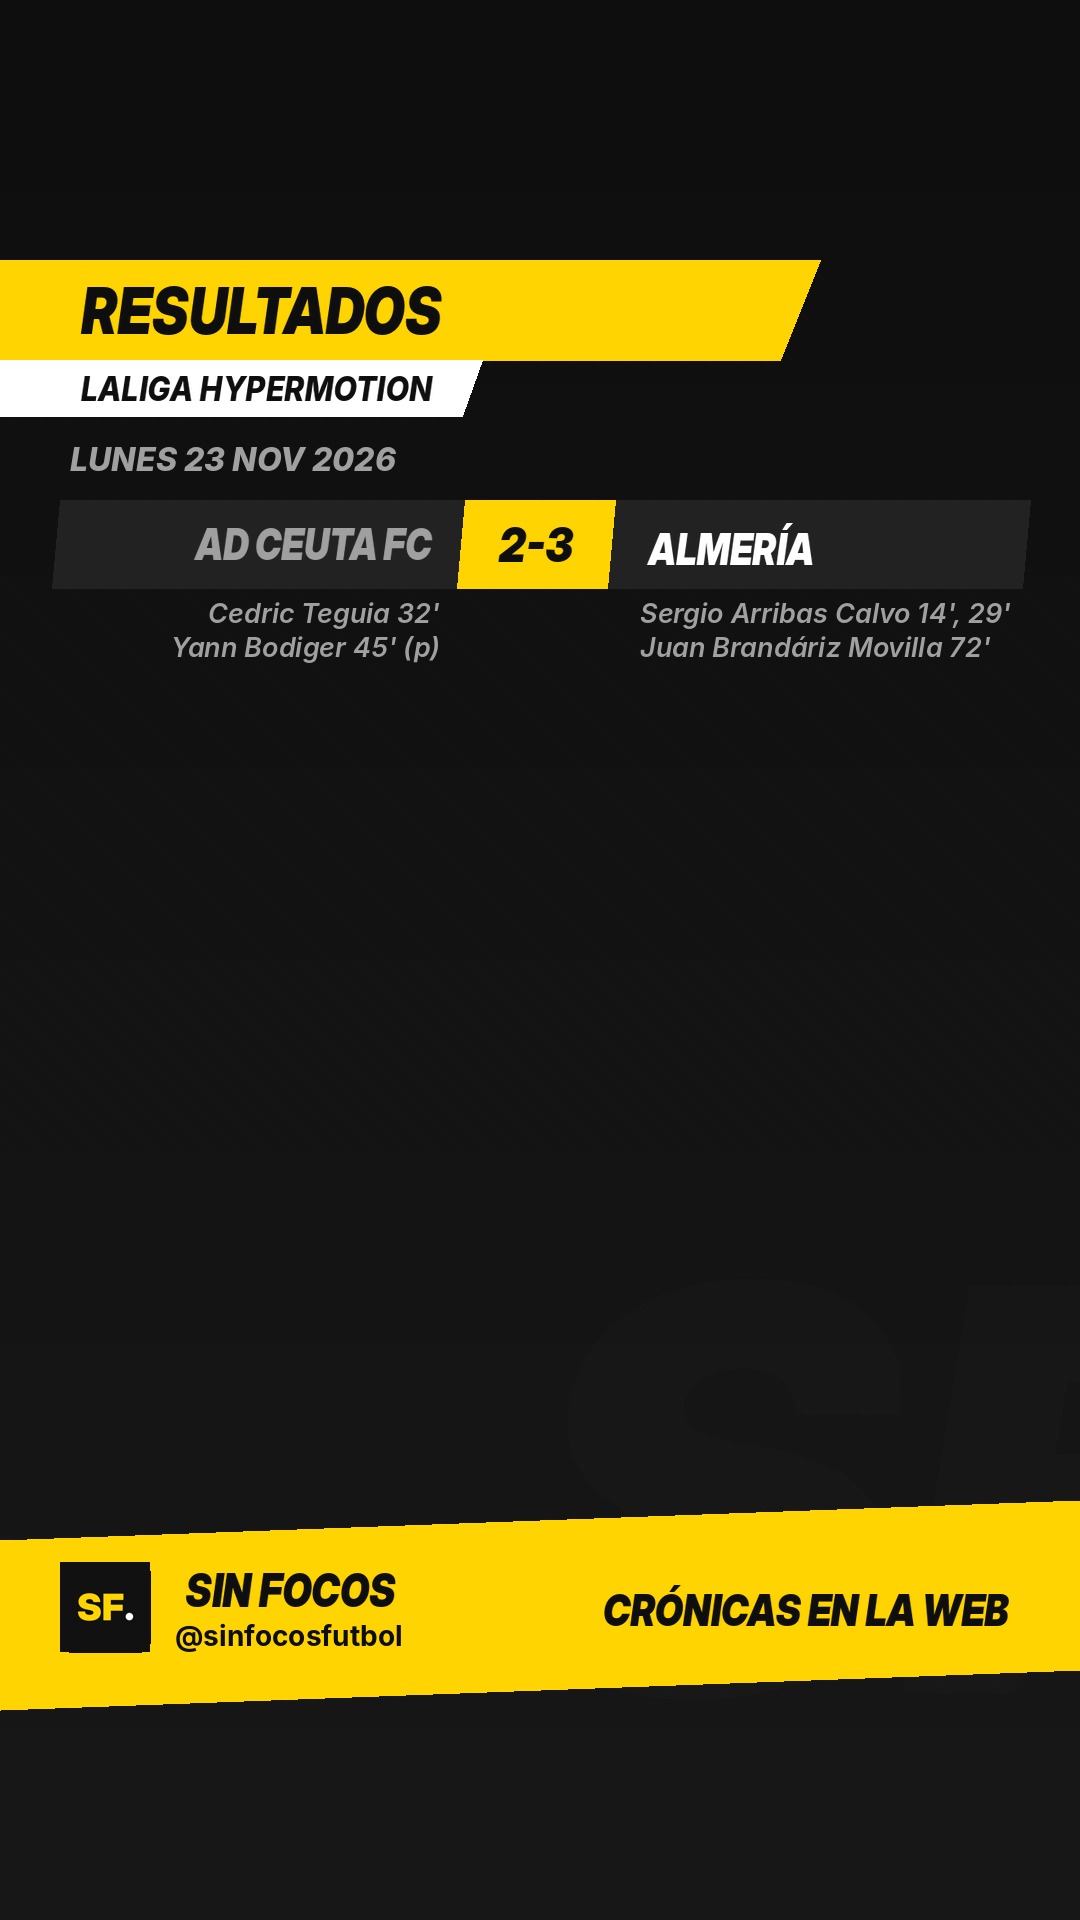 RESULTADOS
LALIGA HYPERMOTION
LUNES 23 NOV 2026
AD CEUTA FC 2-3 ALMERÍA
Cedric Teguia 32' Sergio Arribas Calvo 14', 29'
Yann Bodiger 45' (p) Juan Brandáriz Movilla 72'
SF
SF. SIN FOCOS
@sinfocosfutbol
CRÓNICAS EN LA WEB